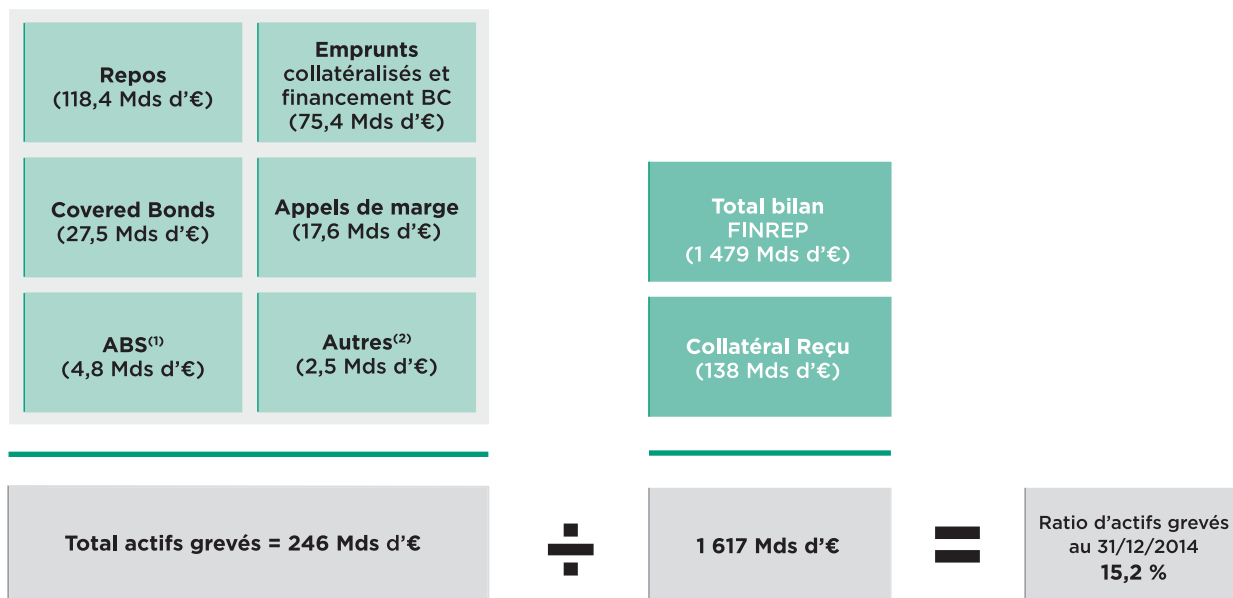 Repos
(118,4 Mds d’€)
Emprunts
collatéralisés et
financement BC
(75,4 Mds d’€)
Covered Bonds
(27,5 Mds d’€)
Appels de marge
(17,6 Mds d’€)
ABS(1)
(4,8 Mds d’€)
Autres(2)
(2,5 Mds d’€)
Total bilan
FINREP
(1 479 Mds d’€)
Collatéral Reçu
(138 Mds d’€)
Total actifs grevés = 246 Mds d’€
÷
1 617 Mds d’€
=
Ratio d’actifs grevés
au 31/12/2014
15,2 %